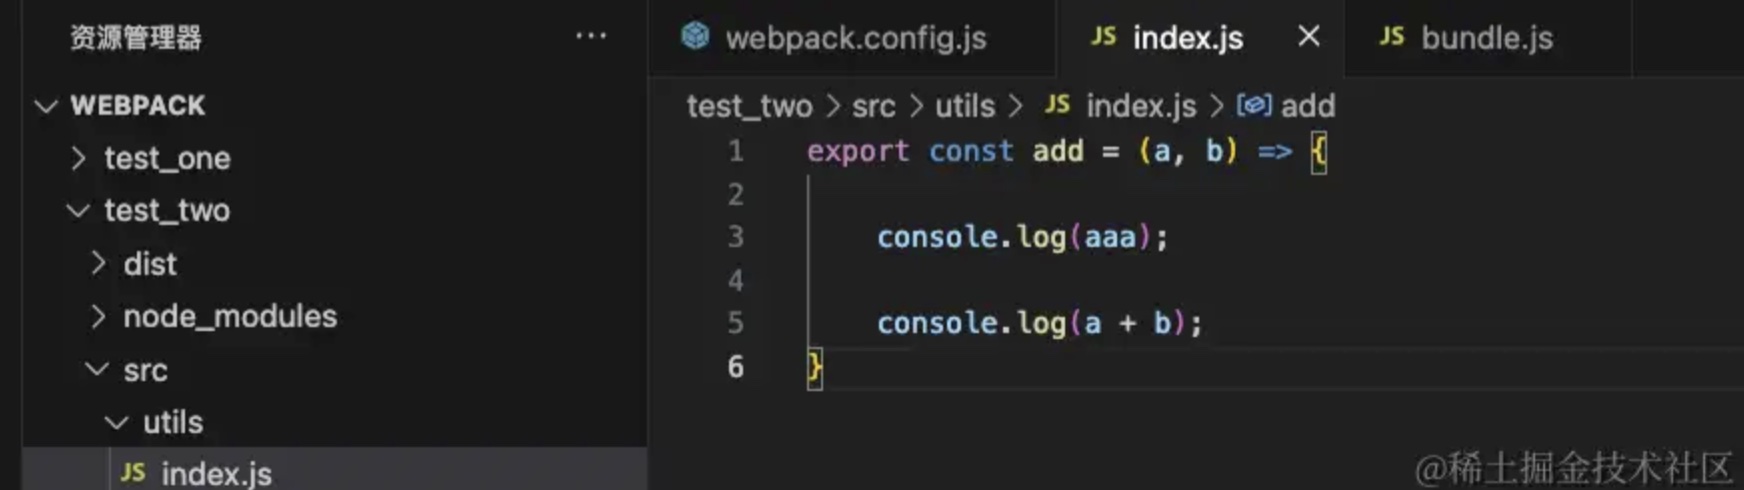 资源管理器 ···
WEBPACK
test_one
test_two
dist
node_modules
src
utils
JS index.js
webpack.config.js JS index.js × JS bundle.js
test_two > src > utils > JS index.js > add
1 export const add = (a, b) => {
2
3 console.log(aaa);
4
5 console.log(a + b);
6 }
@稀土掘金技术社区